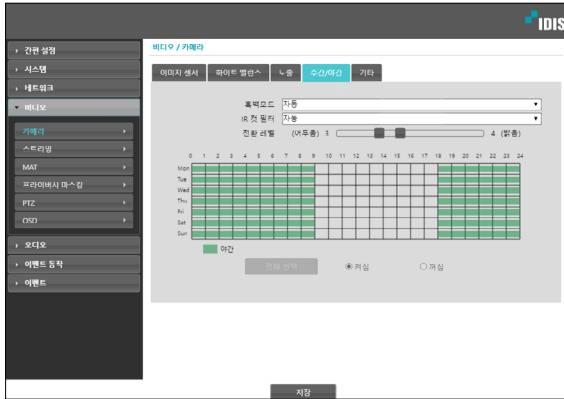 IDIS
비디오 / 카메라
간편 설정
시스템
네트워크
비디오
카메라
스트리밍
MAT
프라이버시 마스킹
PTZ
OSD
오디오
이벤트 동작
이벤트
이미지 센서 화이트 밸런스 노출 주간/야간 기타
흑백모드 자동
IR 컷 필터 자동
전환 레벨 (어두움) 3 4 (밝음)
0 1 2 3 4 5 6 7 8 9 10 11 12 13 14 15 16 17 18 19 20 21 22 23 24
Mon
Tue
Wed
Thu
Fri
Sat
Sun
야간
전체 선택 켜짐 꺼짐
저장